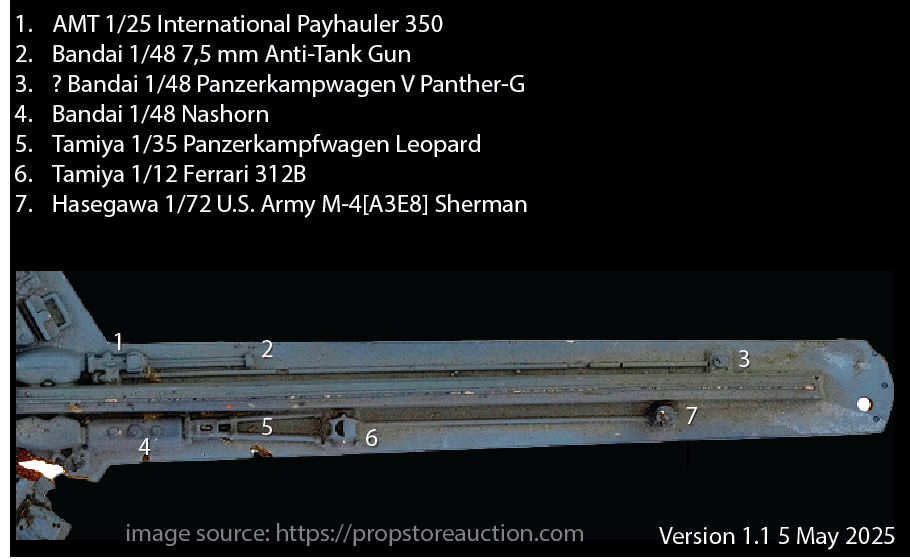 1. AMT 1/25 International Payhauler 350
2. Bandai 1/48 7,5 mm Anti-Tank Gun
3. ? Bandai 1/48 Panzerkampwagen V Panther-G
4. Bandai 1/48 Nashorn
5. Tamiya 1/35 Panzerkampfwagen Leopard
6. Tamiya 1/12 Ferrari 312B
7. Hasegawa 1/72 U.S. Army M-4[A3E8] Sherman
1
2
3
4
5
6
7
image source: https://propstoreauction.com
Version 1.1 5 May 2025